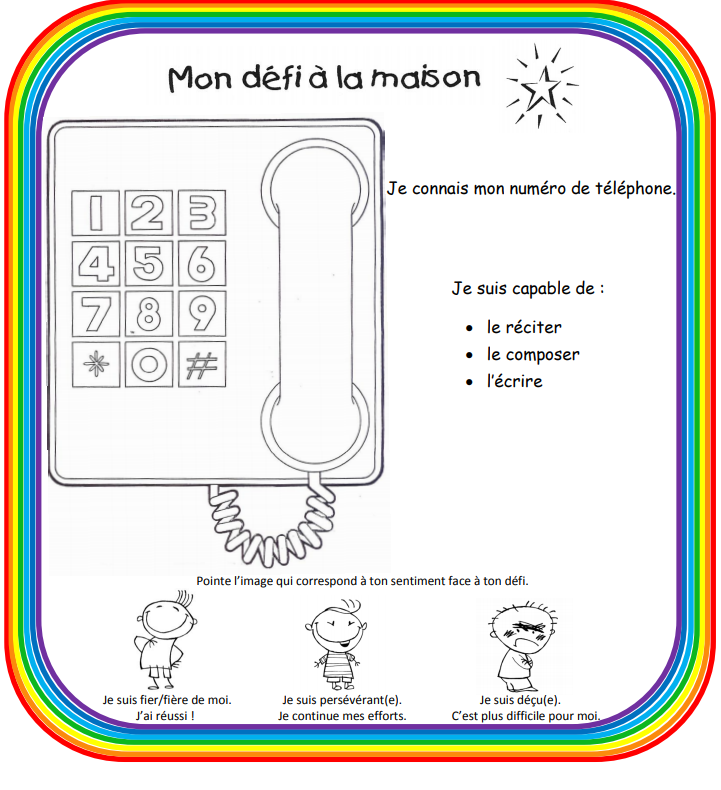 Mon défi à la maison
Je connais mon numéro de téléphone.
1 2 3
4 5 6
7 8 9
* 0 #
Je suis capable de :
• le réciter
• le composer
• l'écrire
Pointe l'image qui correspond à ton sentiment face à ton défi.
Je suis fier/fière de moi.
J'ai réussi !
Je suis persévérant(e).
Je continue mes efforts.
Je suis déçu(e).
C'est plus difficile pour moi.